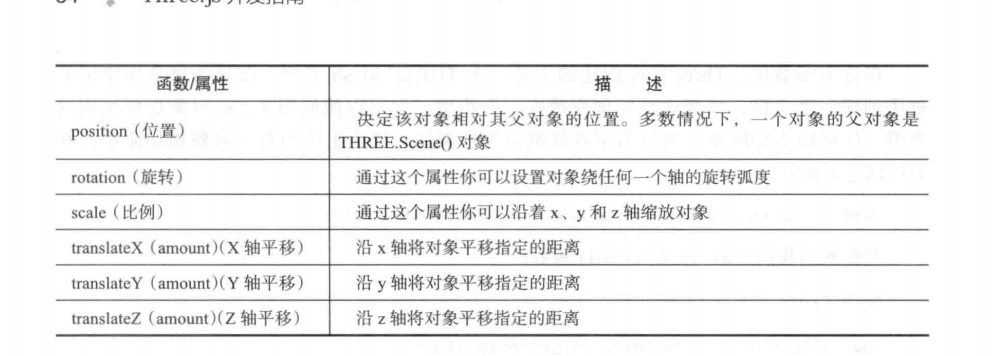 Three.js 开发指南
函数/属性 描 述
position（位置） 决定该对象相对其父对象的位置。多数情况下，一个对象的父对象是
THREE.Scene() 对象
rotation（旋转） 通过这个属性你可以设置对象绕任何一个轴的旋转弧度
scale（比例） 通过这个属性你可以沿着 x、y 和 z 轴缩放对象
translateX（amount）(X 轴平移） 沿 x 轴将对象平移指定的距离
translateY（amount）(Y 轴平移） 沿 y 轴将对象平移指定的距离
translateZ（amount）(Z 轴平移） 沿 z 轴将对象平移指定的距离